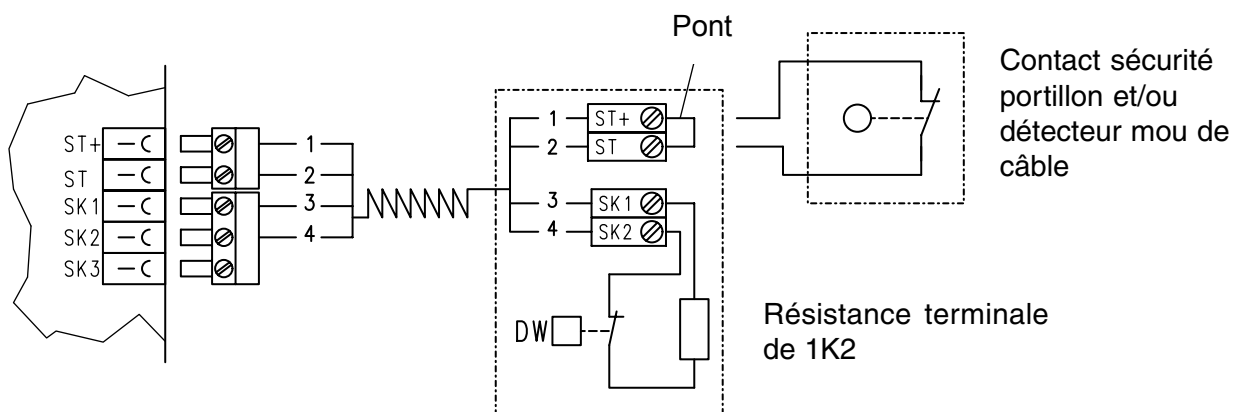 Pont
Contact sécurité
portillon et/ou
détecteur mou de
câble
ST+
ST
SK1
SK2
SK3
1
2
3
4
1
2
3
4
ST+
ST
SK1
SK2
DW
Résistance terminale
de 1K2